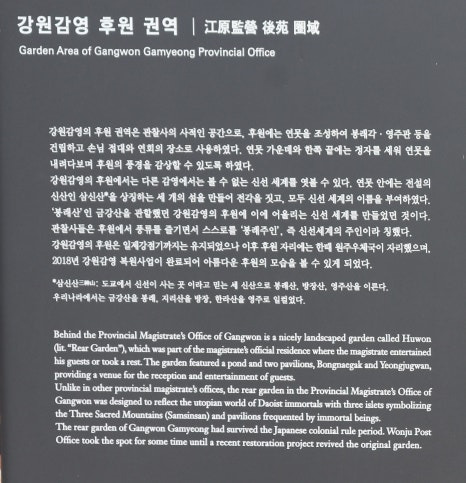 강원감영 후원 권역 | 江原監營 後苑 圈域
Garden Area of Gangwon Gamyeong Provincial Office
강원감영의 후원 권역은 관찰사의 사적인 공간으로, 후원에는 연못을 조성하여 봉래각 · 영주관 등을
건립하고 손님 접대와 연회의 장소로 사용하였다. 연못 가운데와 한쪽 끝에는 정자를 세워 연못을
내려다보며 후원의 풍경을 감상할 수 있도록 하였다.
강원감영의 후원에서는 다른 감영에서는 볼 수 없는 신선 세계를 엿볼 수 있다. 연못 안에는 전설의
신산인 삼신산*을 상징하는 세 개의 섬을 만들어 전각을 짓고, 모두 신선 세계의 이름을 부여하였다.
'봉래산'인 금강산을 관할했던 강원감영의 후원에 이에 어울리는 신선 세계를 만들었던 것이다.
관찰사들은 후원에서 풍류를 즐기면서 스스로를 '봉래주인', 즉 신선세계의 주인이라 칭했다.
강원감영의 후원은 일제강점기까지는 유지되었으나 이후 후원 자리에는 한때 원주우체국이 자리했으며,
2018년 강원감영 복원사업이 완료되어 아름다운 후원의 모습을 볼 수 있게 되었다.
*삼신산三神山: 도교에서 신선이 사는 곳 이라고 믿는 세 신산으로 봉래산, 방장산, 영주산을 이른다.
우리나라에서는 금강산을 봉래, 지리산을 방장, 한라산을 영주로 일컬었다.
Behind the Provincial Magistrate's Office of Gangwon is a nicely landscaped garden called Huwon
(lit. "Rear Garden"), which was part of the magistrate's official residence where the magistrate entertained
his guests or took a rest. The garden featured a pond and two pavilions, Bongnaegak and Yeongjugwan,
providing a venue for the reception and entertainment of guests.
Unlike in other provincial magistrate's offices, the rear garden in the Provincial Magistrate's Office of
Gangwon was designed to reflect the utopian world of Daoist immortals with three islets symbolizing
the Three Sacred Mountains (Samsinsan) and pavilions frequented by immortal beings.
The rear garden of Gangwon Gamyeong had survived the Japanese colonial rule period. Wonju Post
Office took the spot for some time until a recent restoration project revived the original garden.